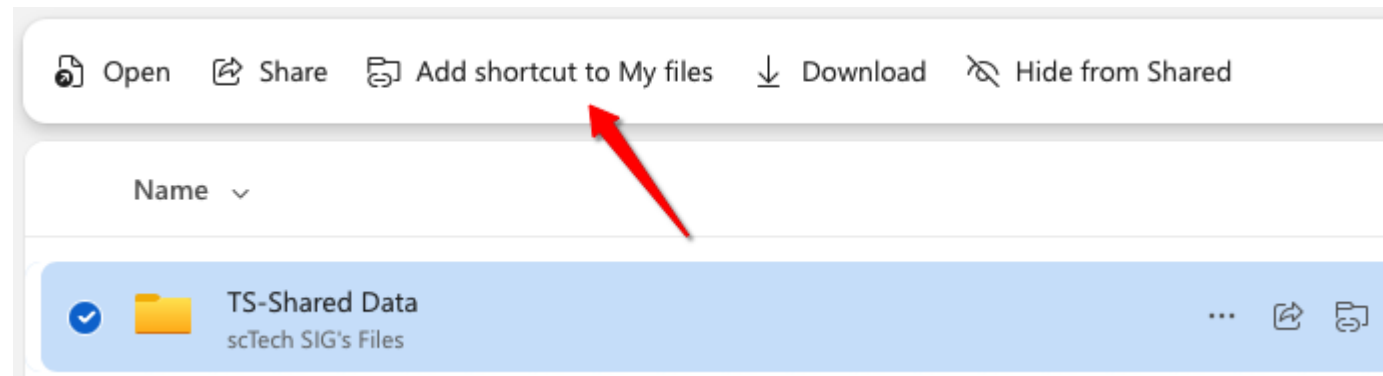 Open Share Add shortcut to My files Download Hide from Shared
Name
TS-Shared Data
scTech SIG's Files